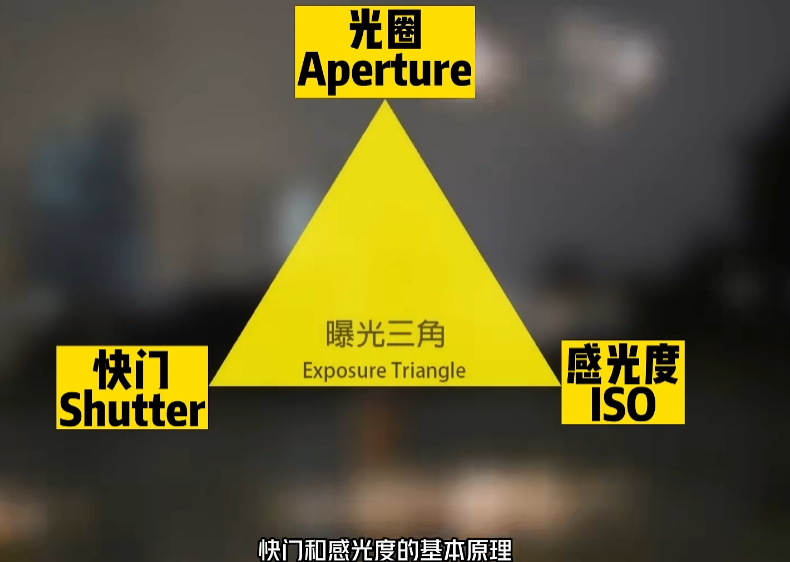 光圈
Aperture
曝光三角
Exposure Triangle
快门
Shutter
感光度
ISO
快门和感光度的基本原理